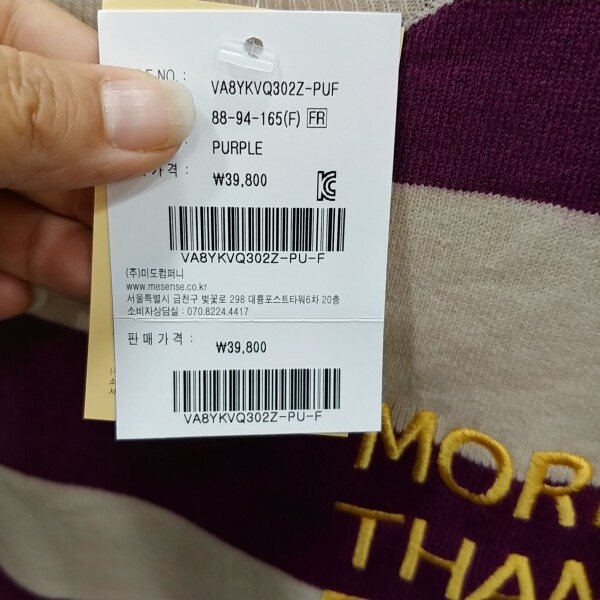 NO. : VA8YKVQ302Z-PUF
88-94-165(F) FR
: PURPLE
가격 : ₩39,800
VA8YKVQ302Z-PU-F
(주)미도컴퍼니
www.mesense.co.kr
서울특별시 금천구 벚꽃로 298 대륭포스트타워6차 20층
소비자상담실 : 070.8224.4417
판매가격 : ₩39,800
VA8YKVQ302Z-PU-F
MOR
THAN